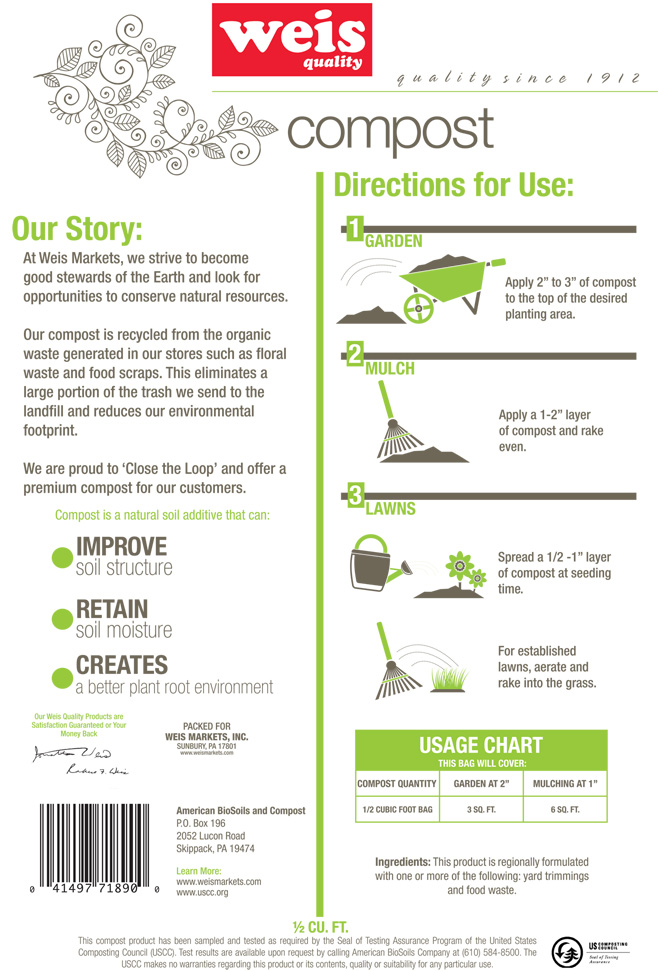 weis
quality
quality since 1912
compost
Our Story:
At Weis Markets, we strive to become
good stewards of the Earth and look for
opportunities to conserve natural resources.
Our compost is recycled from the organic
waste generated in our stores such as floral
waste and food scraps. This eliminates a
large portion of the trash we send to the
landfill and reduces our environmental
footprint.
We are proud to ‘Close the Loop’ and offer a
premium compost for our customers.
Compost is a natural soil additive that can:
IMPROVE
soil structure
RETAIN
soil moisture
CREATES
a better plant root environment
Our Weis Quality Products are
Satisfaction Guaranteed or Your
Money Back
PACKED FOR
WEIS MARKETS, INC.
SUNBURY, PA 17801
www.weismarkets.com
0 41497 71890 0
American BioSoils and Compost
P.O. Box 196
2052 Lucon Road
Skippack, PA 19474
Learn More:
www.weismarkets.com
www.uscc.org
Directions for Use:
1
GARDEN
Apply 2” to 3” of compost
to the top of the desired
planting area.
2
MULCH
Apply a 1-2” layer
of compost and rake
even.
3
LAWNS
Spread a 1/2 -1” layer
of compost at seeding
time.
For established
lawns, aerate and
rake into the grass.
USAGE CHART
THIS BAG WILL COVER:
COMPOST QUANTITY GARDEN AT 2” MULCHING AT 1”
1/2 CUBIC FOOT BAG 3 SQ. FT. 6 SQ. FT.
Ingredients: This product is regionally formulated
with one or more of the following: yard trimmings
and food waste.
½ CU. FT.
This compost product has been sampled and tested as required by the Seal of Testing Assurance Program of the United States
Composting Council (USCC). Test results are available upon request by calling American BioSoils Company at (610) 584-8500. The
USCC makes no warranties regarding this product or its contents, quality or suitability for any particular use.
US COMPOSTING
COUNCIL
Seal of Testing
Assurance